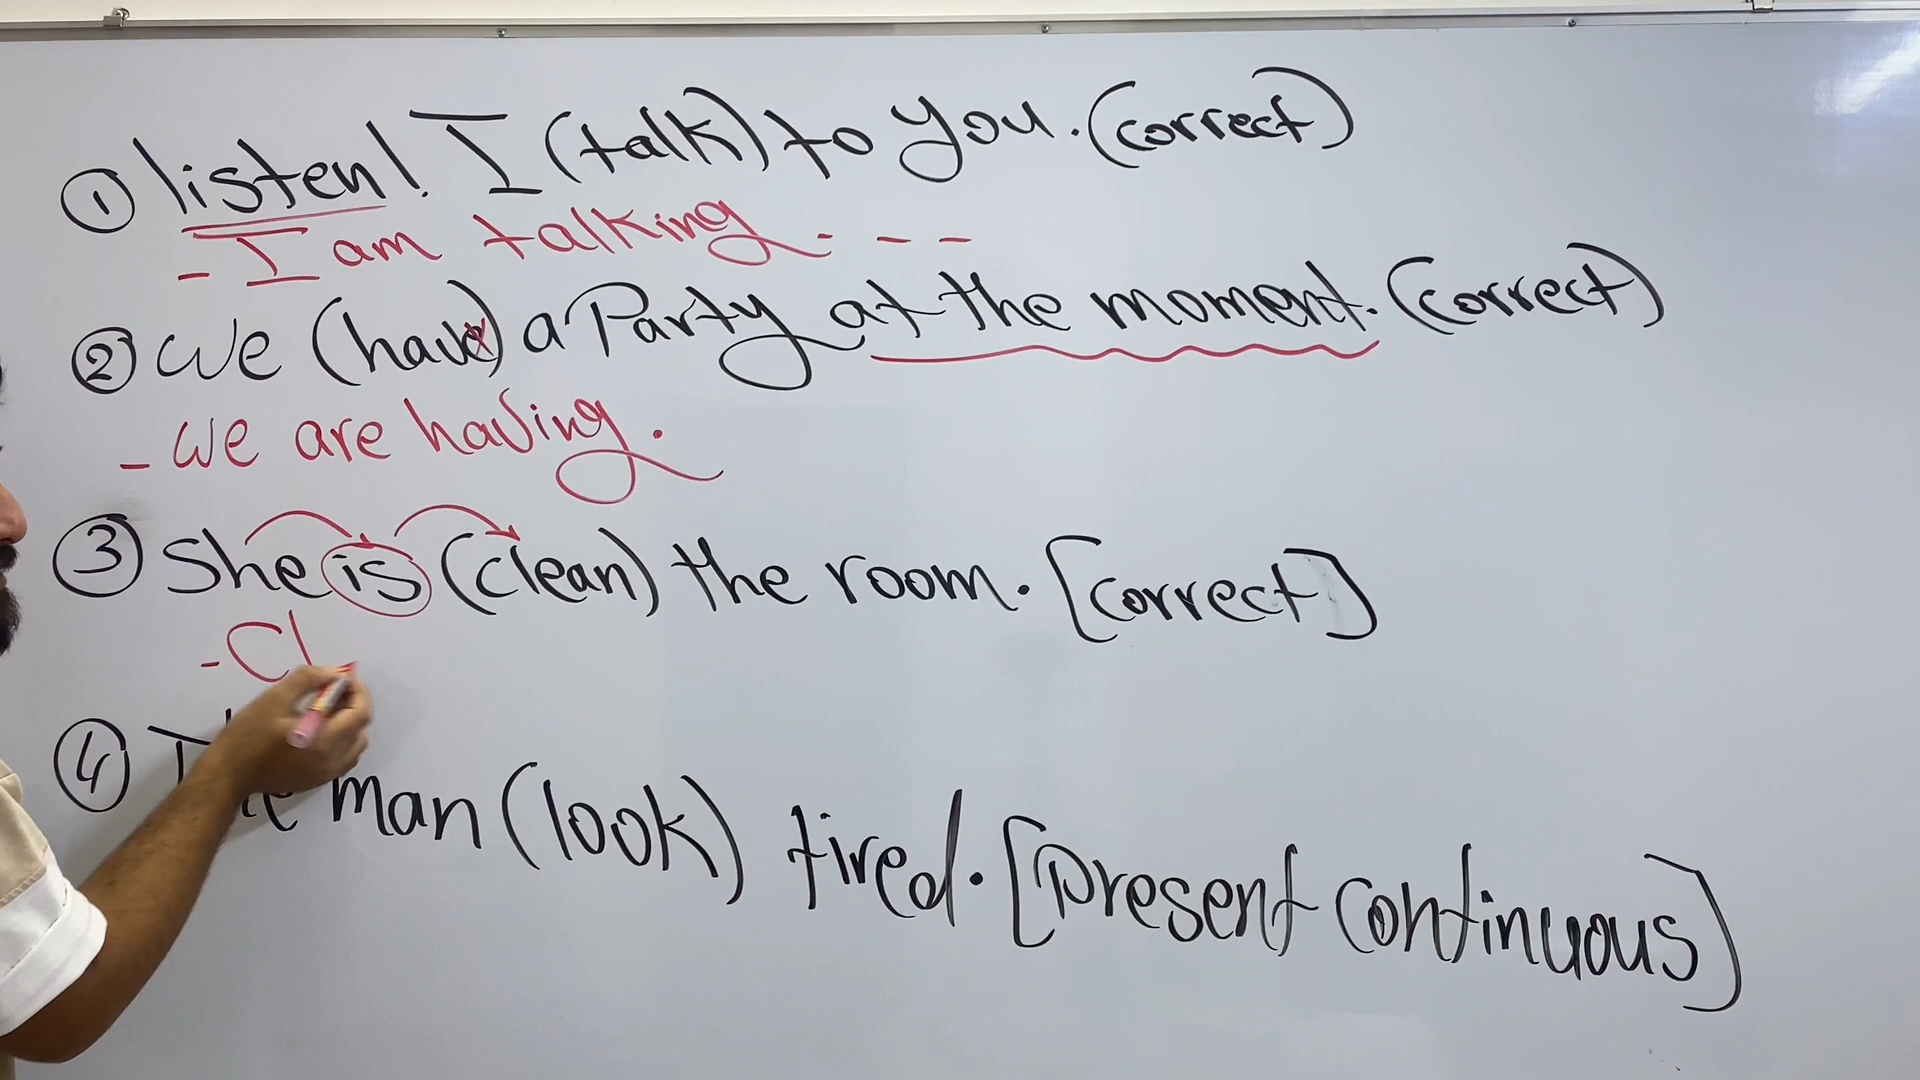 ① listen! I (talk) to you. (correct)
- I am talking. - - -
② We (have) a Party at the moment. (correct)
- We are having.
③ She is (clean) the room. [correct]
- Cl
④ man (look) tired. [Present Continuous]